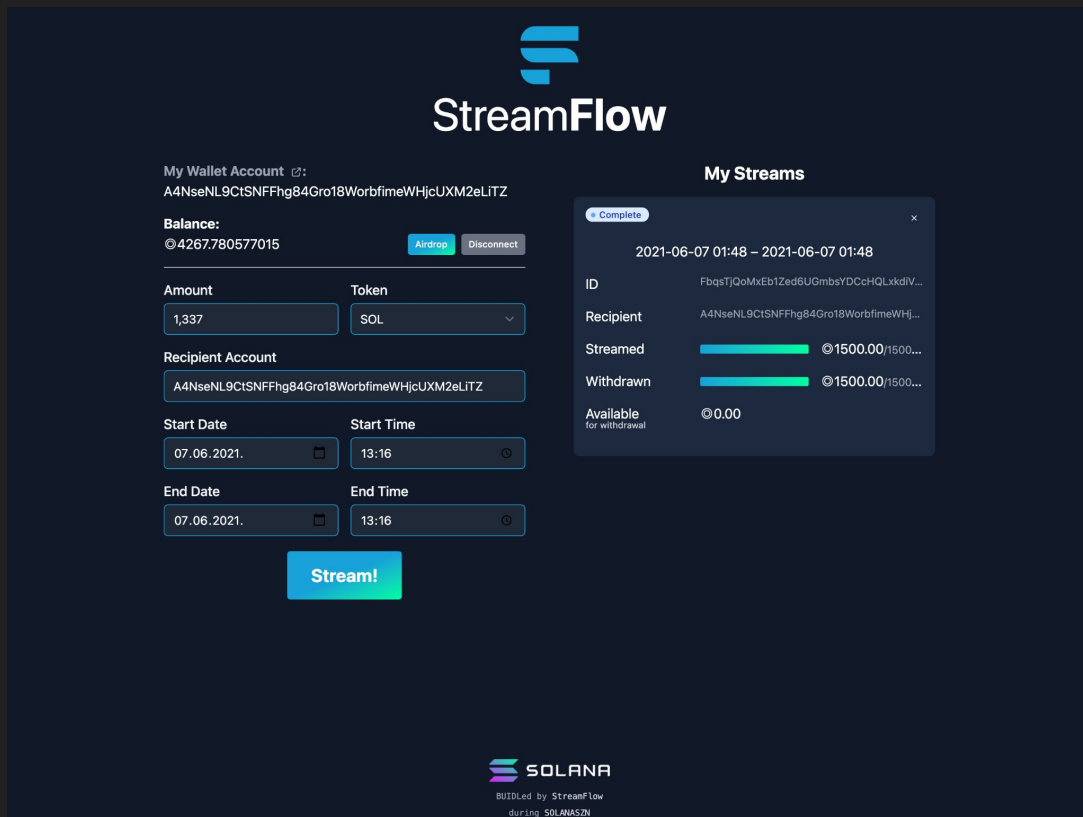 StreamFlow
My Wallet Account :
A4NseNL9CtSNFFhg84Gro18WorbfimeWHjcUXM2eLiTZ
Balance:
◎4267.780577015
Airdrop Disconnect
Amount Token
1,337 SOL
Recipient Account
A4NseNL9CtSNFFhg84Gro18WorbfimeWHjcUXM2eLiTZ
Start Date Start Time
07.06.2021. 13:16
End Date End Time
07.06.2021. 13:16
Stream!
My Streams
Complete ×
2021-06-07 01:48 – 2021-06-07 01:48
ID FbqsTjQoMxEb1Zed6UGmbsYDCcHQLxkdiV...
Recipient A4NseNL9CtSNFFhg84Gro18WorbfimeWHj...
Streamed ◎1500.00/1500...
Withdrawn ◎1500.00/1500...
Available ◎0.00
for withdrawal
SOLANA
BUIDLed by StreamFlow
during SOLANASZN